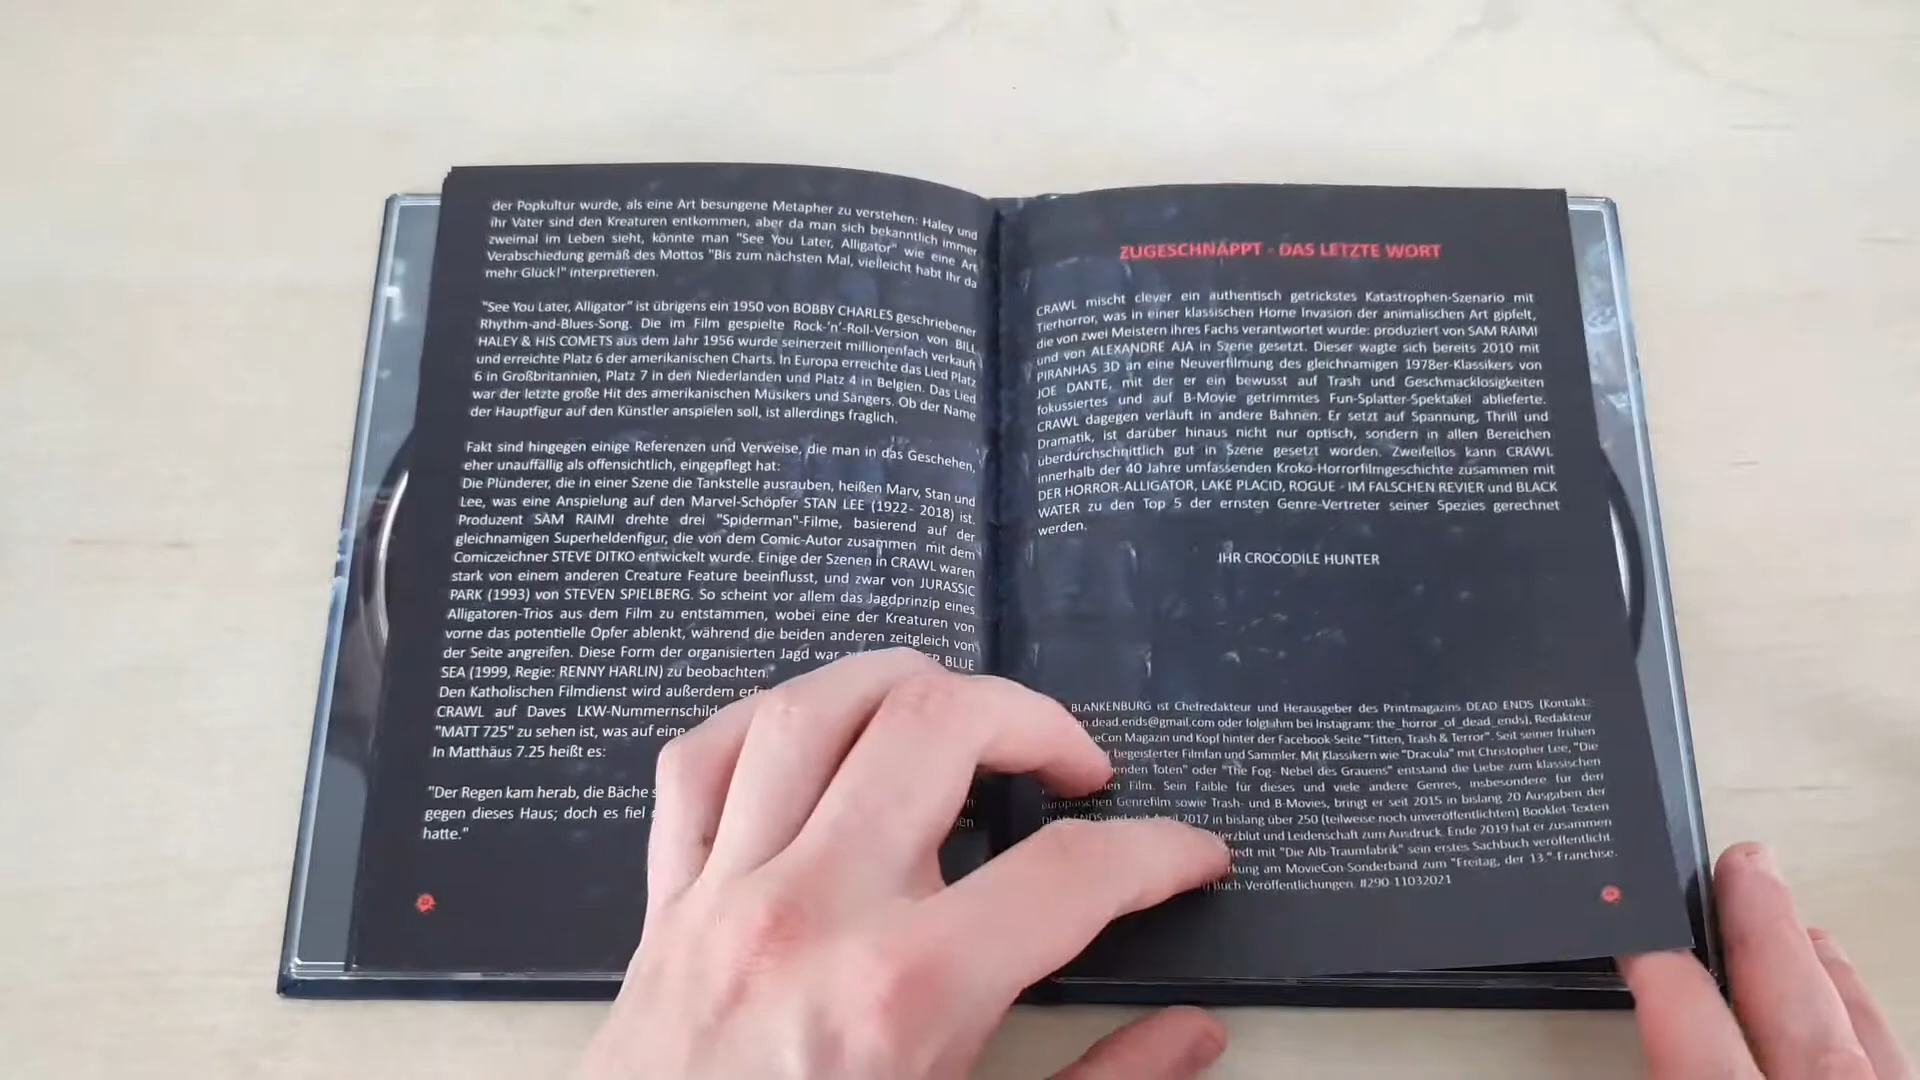 der Popkultur wurde, als eine Art besungene Metapher zu verstehen: Haley und
ihr Vater sind den Kreaturen entkommen, aber da man sich bekanntlich immer
zweimal im Leben sieht, könnte man "See You Later, Alligator" wie eine Art
Verabschiedung gemäß des Mottos "Bis zum nächsten Mal, vielleicht habt Ihr da
mehr Glück!" interpretieren.
"See You Later, Alligator" ist übrigens ein 1950 von BOBBY CHARLES geschriebener
Rhythm-and-Blues-Song. Die im Film gespielte Rock-'n'-Roll-Version von BILL
HALEY & HIS COMETS aus dem Jahr 1956 wurde seinerzeit millionenfach verkauft
und erreichte Platz 6 der amerikanischen Charts. In Europa erreichte das Lied Platz
6 in Großbritannien, Platz 7 in den Niederlanden und Platz 4 in Belgien. Das Lied
war der letzte große Hit des amerikanischen Musikers und Sängers. Ob der Name
der Hauptfigur auf den Künstler anspielen soll, ist allerdings fraglich.
Fakt sind hingegen einige Referenzen und Verweise, die man in das Geschehen,
eher unauffällig als offensichtlich, eingepflegt hat:
Die Plünderer, die in einer Szene die Tankstelle ausrauben, heißen Marv, Stan und
Lee, was eine Anspielung auf den Marvel-Schöpfer STAN LEE (1922- 2018) ist.
Produzent SAM RAIMI drehte drei "Spiderman"-Filme, basierend auf der
gleichnamigen Superheldenfigur, die von dem Comic-Autor zusammen mit dem
Comiczeichner STEVE DITKO entwickelt wurde. Einige der Szenen in CRAWL waren
stark von einem anderen Creature Feature beeinflusst, und zwar von JURASSIC
PARK (1993) von STEVEN SPIELBERG. So scheint vor allem das Jagdprinzip eines
Alligatoren-Trios aus dem Film zu entstammen, wobei eine der Kreaturen von
vorne das potentielle Opfer ablenkt, während die beiden anderen zeitgleich von
der Seite angreifen. Diese Form der organisierten Jagd war BLUE
SEA (1999, Regie: RENNY HARLIN) zu beobachten.
Den Katholischen Filmdienst wird außerdem
CRAWL auf Daves LKW-Nummernschild
"MATT 725" zu sehen ist, was auf eine
In Matthäus 7.25 heißt es:
"Der Regen kam herab, die Bäche
gegen dieses Haus; doch es fiel
hatte."
ZUGESCHNAPPT - DAS LETZTE WORT
CRAWL mischt clever ein authentisch getrickstes Katastrophen-Szenario mit
Tierhorror, was in einer klassischen Home Invasion der animalischen Art gipfelt,
die von zwei Meistern ihres Fachs verantwortet wurde: produziert von SAM RAIMI
und von ALEXANDRE AJA in Szene gesetzt. Dieser wagte sich bereits 2010 mit
PIRANHAS 3D an eine Neuverfilmung des gleichnamigen 1978er-Klassikers von
JOE DANTE, mit der er ein bewusst auf Trash und Geschmacklosigkeiten
fokussiertes und auf B-Movie getrimmtes Fun-Splatter-Spektakel ablieferte.
CRAWL dagegen verläuft in andere Bahnen. Er setzt auf Spannung, Thrill und
Dramatik, ist darüber hinaus nicht nur optisch, sondern in allen Bereichen
überdurchschnittlich gut in Szene gesetzt worden. Zweifellos kann CRAWL
innerhalb der 40 Jahre umfassenden Kroko-Horrorfilmgeschichte zusammen mit
DER HORROR-ALLIGATOR, LAKE PLACID, ROGUE - IM FALSCHEN REVIER und BLACK
WATER zu den Top 5 der ernsten Genre-Vertreter seiner Spezies gerechnet
werden.
IHR CROCODILE HUNTER
BLANKENBURG ist Chefredakteur und Herausgeber des Printmagazins DEAD ENDS (Kontakt:
dead.ends@gmail.com oder folgt ihm bei Instagram: the_horror_of_dead_ends), Redakteur
Magazin und Kopf hinter der Facebook-Seite "Titten, Trash & Terror". Seit seiner frühen
begeisterter Filmfan und Sammler. Mit Klassikern wie "Dracula" mit Christopher Lee, "Die
Toten" oder "The Fog- Nebel des Grauens" entstand die Liebe zum klassischen
Film. Sein Faible für dieses und viele andere Genres, insbesondere für den
europäischen Genrefilm sowie Trash- und B-Movies, bringt er seit 2015 in bislang 20 Ausgaben der
DEAD ENDS und seit April 2017 in bislang über 250 (teilweise noch unveröffentlichten) Booklet-Texten
Herzblut und Leidenschaft zum Ausdruck. Ende 2019 hat er zusammen
mit "Die Alb-Traumfabrik" sein erstes Sachbuch veröffentlicht.
am MovieCon-Sonderband zum "Freitag, der 13."-Franchise.
Buch-Veröffentlichungen. #290-11032021